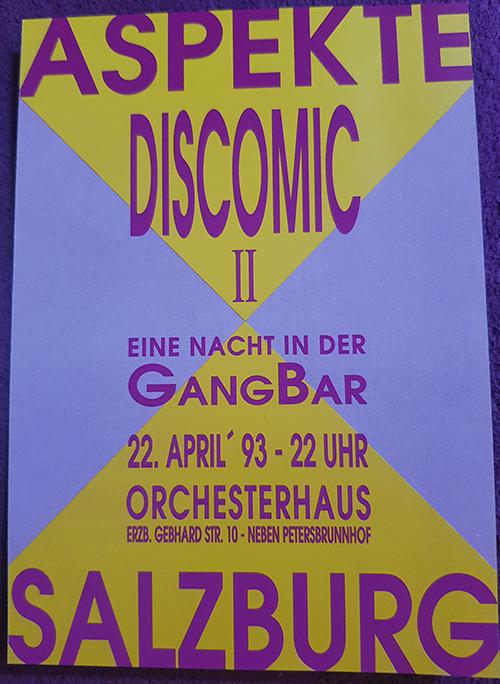 ASPEKTE
DISCOMIC
II
EINE NACHT IN DER
GANGBAR
22. APRIL´ 93 - 22 UHR
ORCHESTERHAUS
ERZB. GEBHARD STR. 10 - NEBEN PETERSBRUNNHOF
SALZBURG